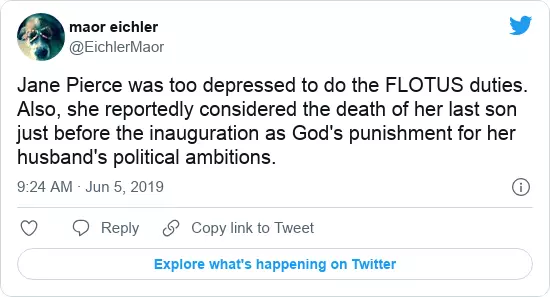 maor eichler
@EichlerMaor
Jane Pierce was too depressed to do the FLOTUS duties.
Also, she reportedly considered the death of her last son
just before the inauguration as God's punishment for her
husband's political ambitions.
9:24 AM · Jun 5, 2019
Reply Copy link to Tweet
Explore what's happening on Twitter